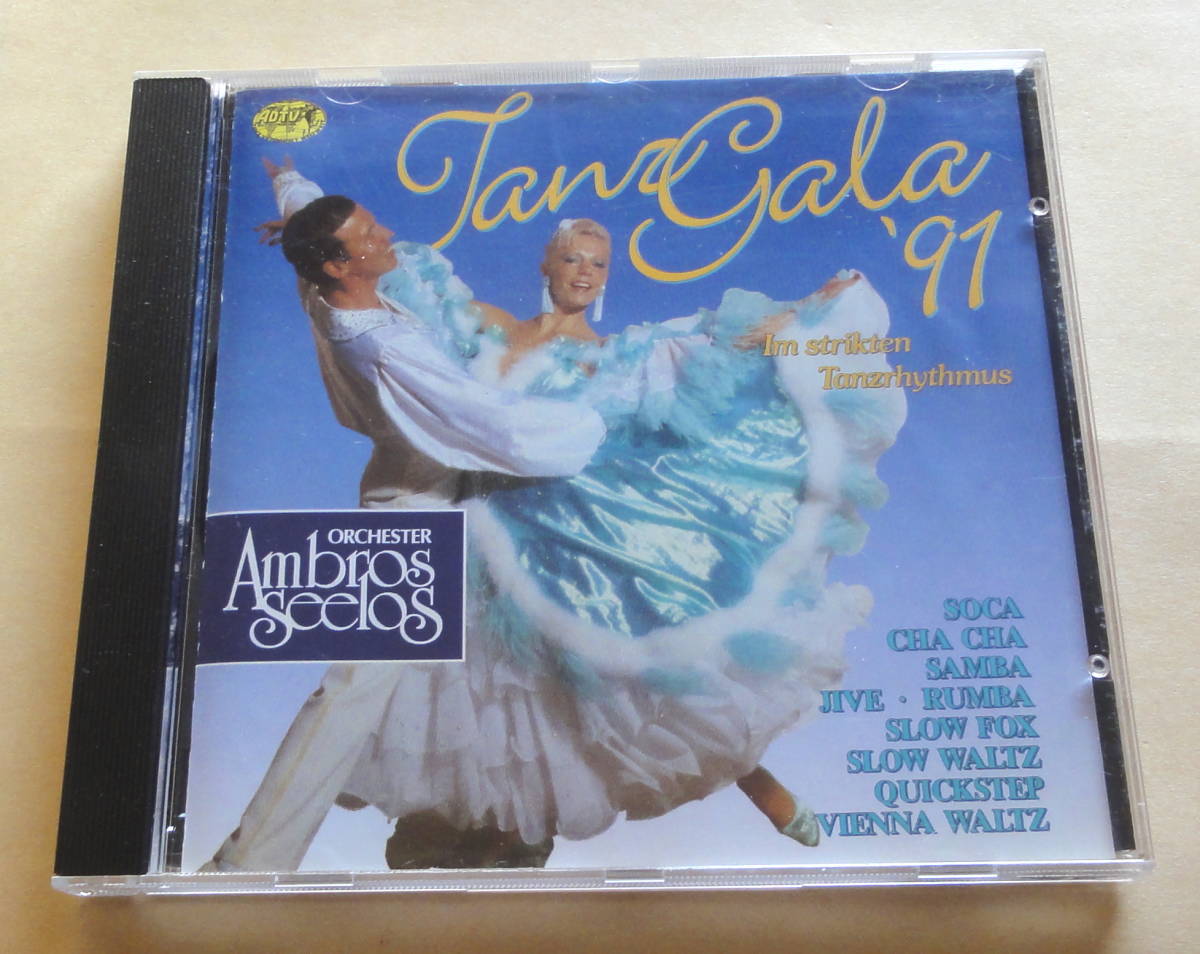 ADTV
TanzGala
'91
Im strikten
Tanzrhythmus
ORCHESTER
Ambros
Seelos
SOCA
CHA CHA
SAMBA
JIVE · RUMBA
SLOW FOX
SLOW WALTZ
QUICKSTEP
VIENNA WALTZ